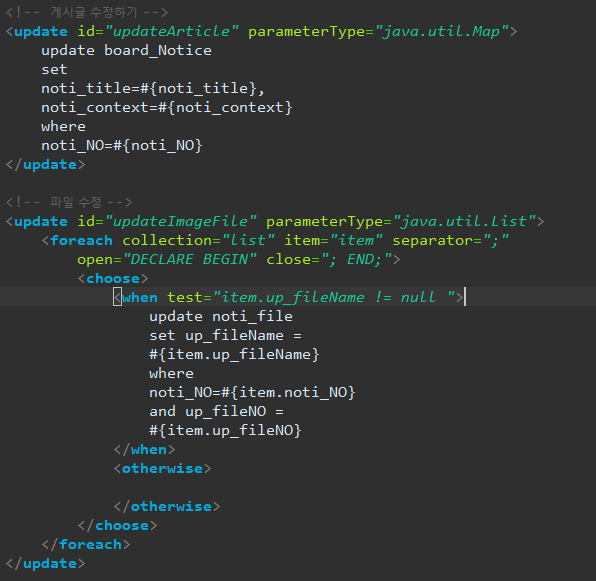 <!-- 게시글 수정하기 -->
<update id="updateArticle" parameterType="java.util.Map">
update board_Notice
set
noti_title=#{noti_title},
noti_context=#{noti_context}
where
noti_NO=#{noti_NO}
</update>
<!-- 파일 수정 -->
<update id="updateImageFile" parameterType="java.util.List">
<foreach collection="list" item="item" separator=";"
open="DECLARE BEGIN" close="; END;">
<choose>
<when test="item.up_fileName != null ">
update noti_file
set up_fileName =
#{item.up_fileName}
where
noti_NO=#{item.noti_NO}
and up_fileNO =
#{item.up_fileNO}
</when>
<otherwise>
</otherwise>
</choose>
</foreach>
</update>